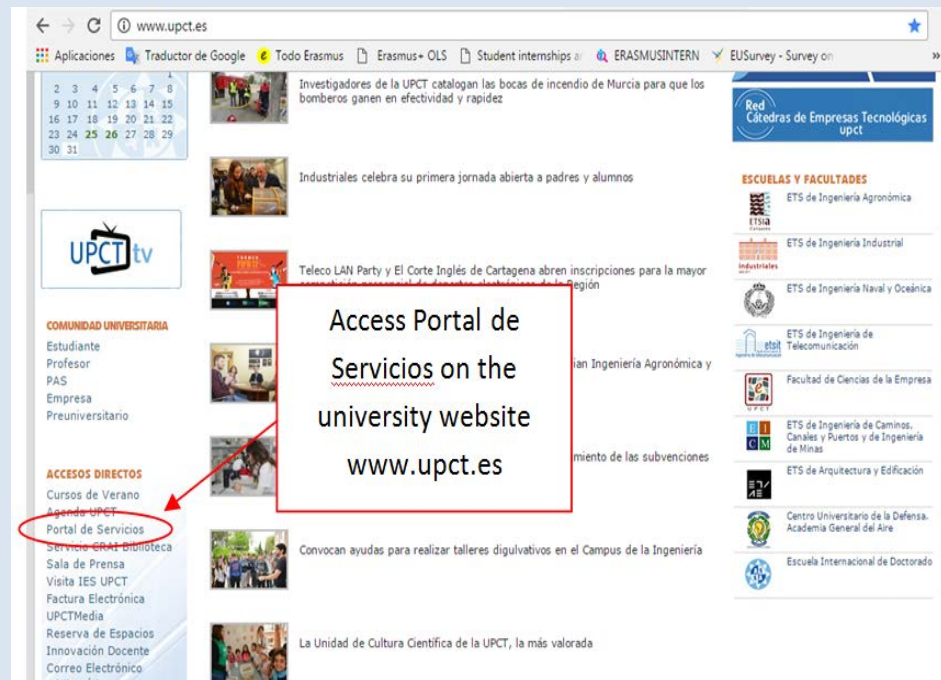 www.upct.es
Aplicaciones Traductor de Google Todo Erasmus Erasmus+ OLS Student internships ERASMUSINTERN EUSurvey - Survey on »
1
2 3 4 5 6 7 8
9 10 11 12 13 14 15
16 17 18 19 20 21 22
23 24 25 26 27 28 29
30 31
UPCT tv
COMUNIDAD UNIVERSITARIA
Estudiante
Profesor
PAS
Empresa
Preuniversitario
ACCESOS DIRECTOS
Cursos de Verano
Agenda UPCT
Portal de Servicios
Servicio CRAI Biblioteca
Sala de Prensa
Visita IES UPCT
Factura Electrónica
UPCTMedia
Reserva de Espacios
Innovación Docente
Correo Electrónico
Investigadores de la UPCT catalogan las bocas de incendio de Murcia para que los
bomberos ganen en efectividad y rapidez
Industriales celebra su primera jornada abierta a padres y alumnos
Teleco LAN Party y El Corte Inglés de Cartagena abren inscripciones para la mayor
Región
Ingeniería Agronómica y
de las subvenciones
Convocan ayudas para realizar talleres digulvativos en el Campus de la Ingeniería
La Unidad de Cultura Científica de la UPCT, la más valorada
Access Portal de
Servicios on the
university website
www.upct.es
Red
Cátedras de Empresas Tecnológicas
upct
ESCUELAS Y FACULTADES
ETSIA
ETS de Ingeniería Agronómica
industriales
ETS de Ingeniería Industrial
ETS de Ingeniería Naval y Oceánica
etsit
ETS de Ingeniería de
Telecomunicación
UPCT
Facultad de Ciencias de la Empresa
E I
C M
ETS de Ingeniería de Caminos,
Canales y Puertos y de Ingeniería
de Minas
ETS de Arquitectura y Edificación
Centro Universitario de la Defensa.
Academia General del Aire
Escuela Internacional de Doctorado